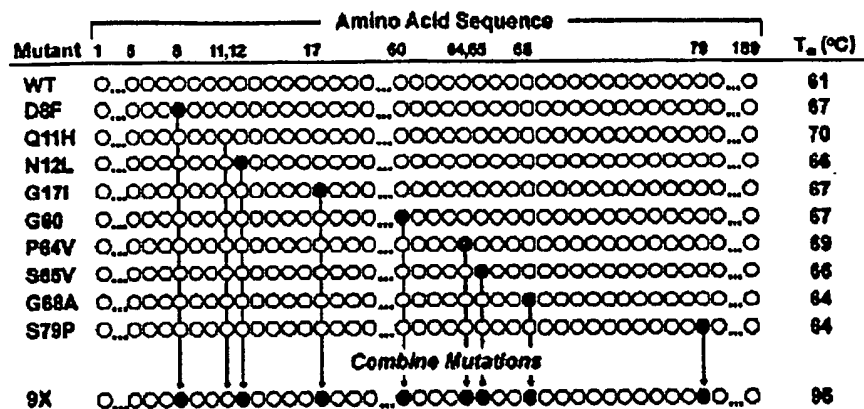 Amino Acid Sequence
Mutant 1 5 8 11,12 17 60 64,65 68 79 189 Tm (°C)
WT ... ... ... 61
D8F ... ... ... 67
Q11H ... ... ... 70
N12L ... ... ... 66
G17I ... ... ... 67
G60 ... ... ... 67
P64V ... ... ... 69
S65V ... ... ... 66
G68A ... ... ... 64
S79P ... ... ... 64
Combine Mutations
9X ... ... ... 96